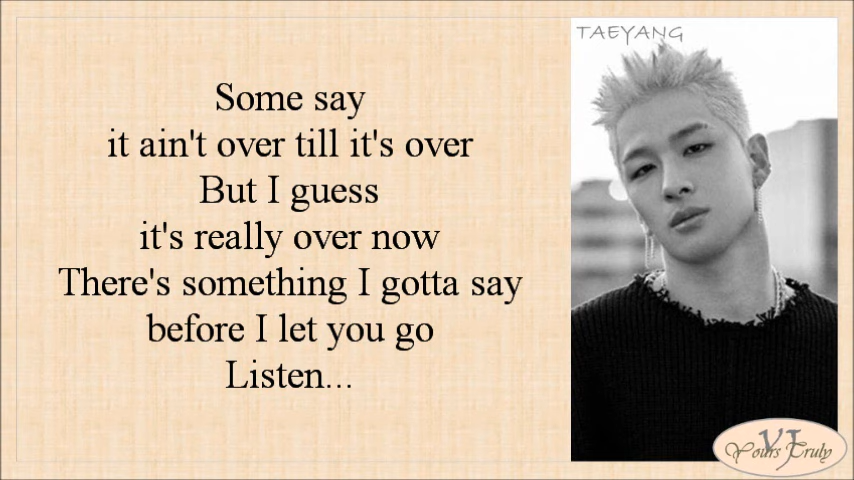 TAEYANG
Some say
it ain't over till it's over
But I guess
it's really over now
There's something I gotta say
before I let you go
Listen...
VJ
Yours Truly